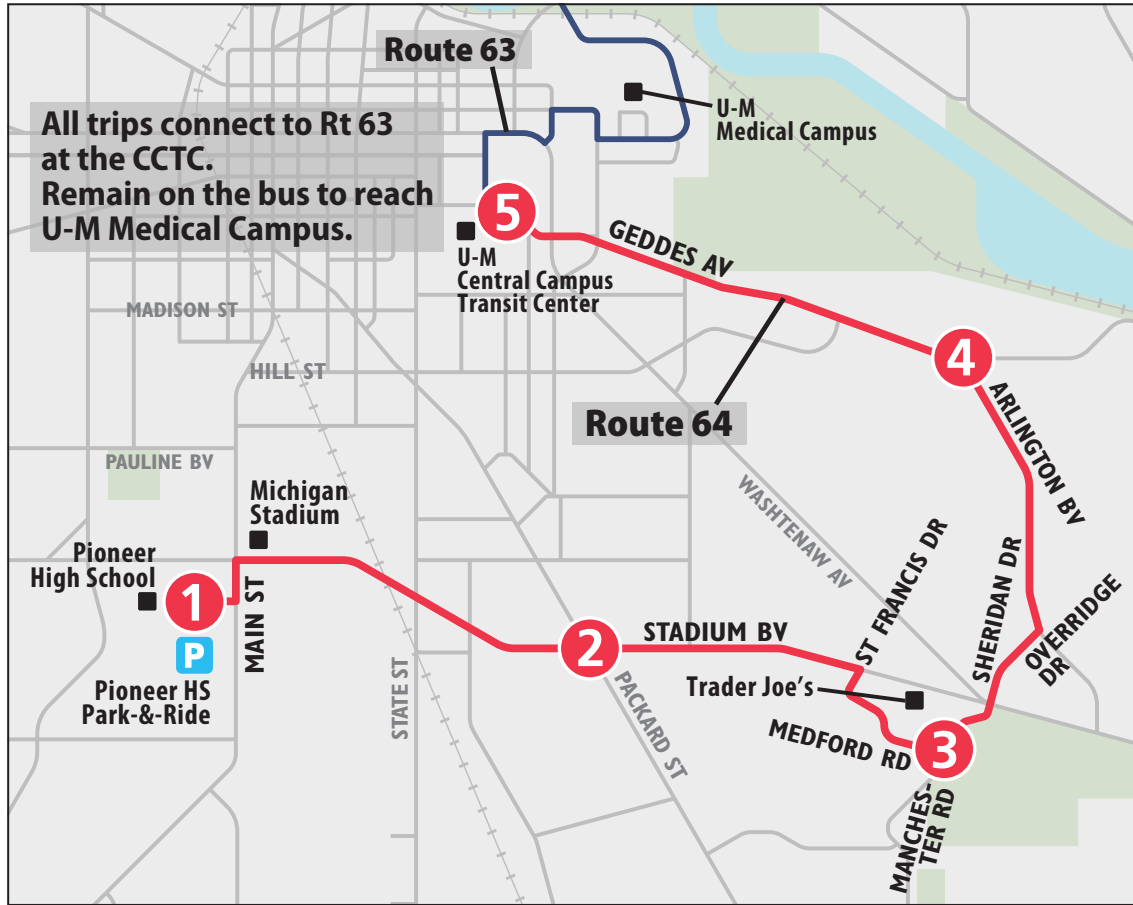 Route 63
All trips connect to Rt 63
at the CCTC.
Remain on the bus to reach
U-M Medical Campus.
U-M
Medical Campus
5
U-M
Central Campus
Transit Center
GEDDES AV
MADISON ST
HILL ST
4
Route 64
ARLINGTON BV
PAULINE BV
Michigan
Stadium
WASHTENAW AV
Pioneer
High School
1
MAIN ST
P
Pioneer HS
Park-&-Ride
STATE ST
2
STADIUM BV
PACKARD ST
ST FRANCIS DR
SHERIDAN DR
OVERRIDGE
DR
Trader Joe's
MEDFORD RD
3
MANCHES-
TER RD